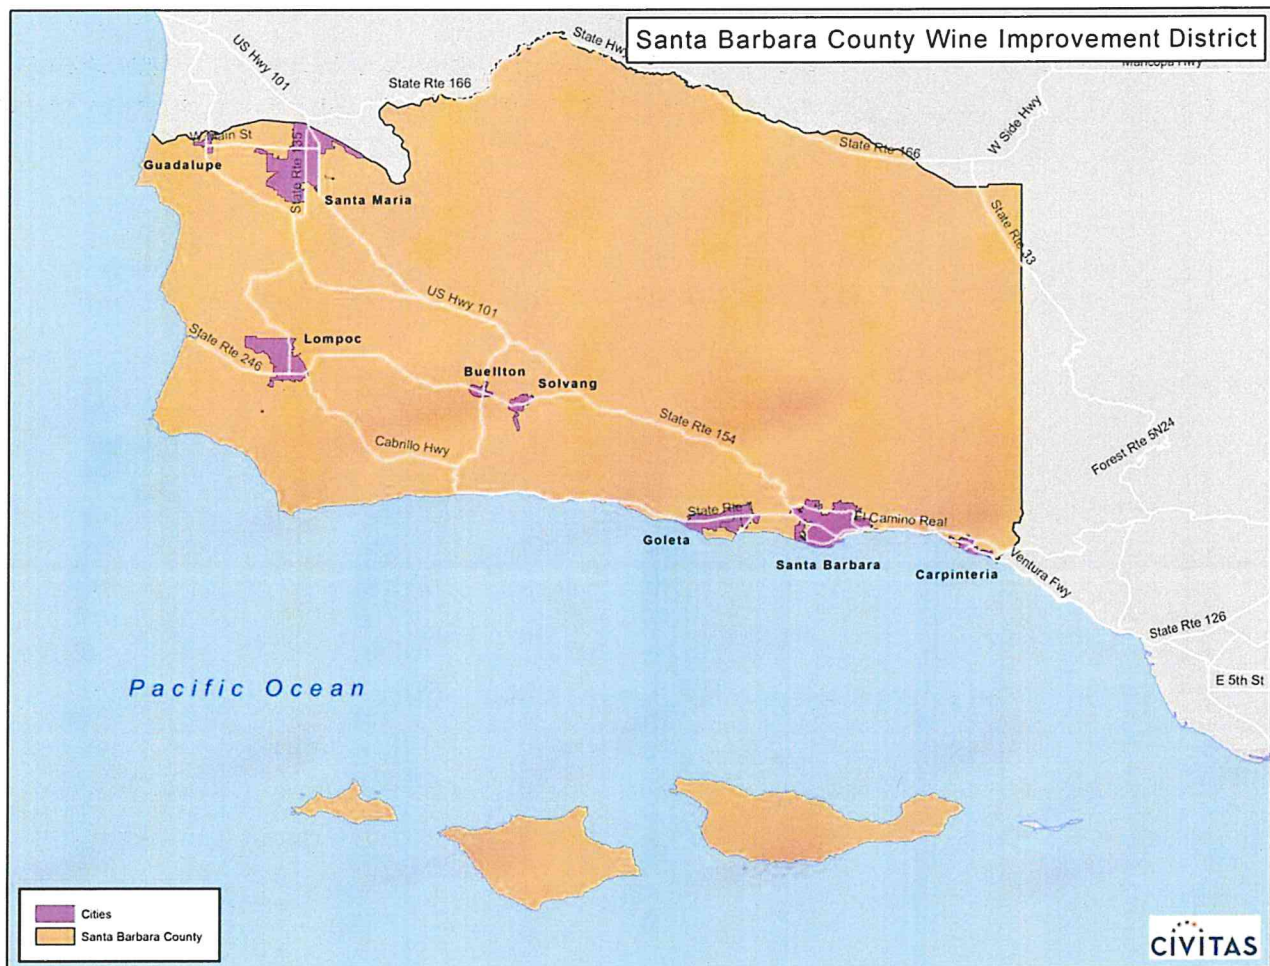 Santa Barbara County Wine Improvement District
US Hwy 101
State Hwy
State Rte 166
Maricopa Hwy
W Side Hwy
State Rte 166
W Main St
State Rte 135
Guadalupe
Santa Maria
State Rte 33
US Hwy 101
Lompoc
State Rte 246
Buellton
Solvang
State Rte 154
Cabrillo Hwy
Forest Rte 5N24
State Rte
El Camino Real
Goleta
Santa Barbara
Carpinteria
Ventura Fwy
State Rte 126
E 5th St
Pacific Ocean
Cities
Santa Barbara County
CIVITAS